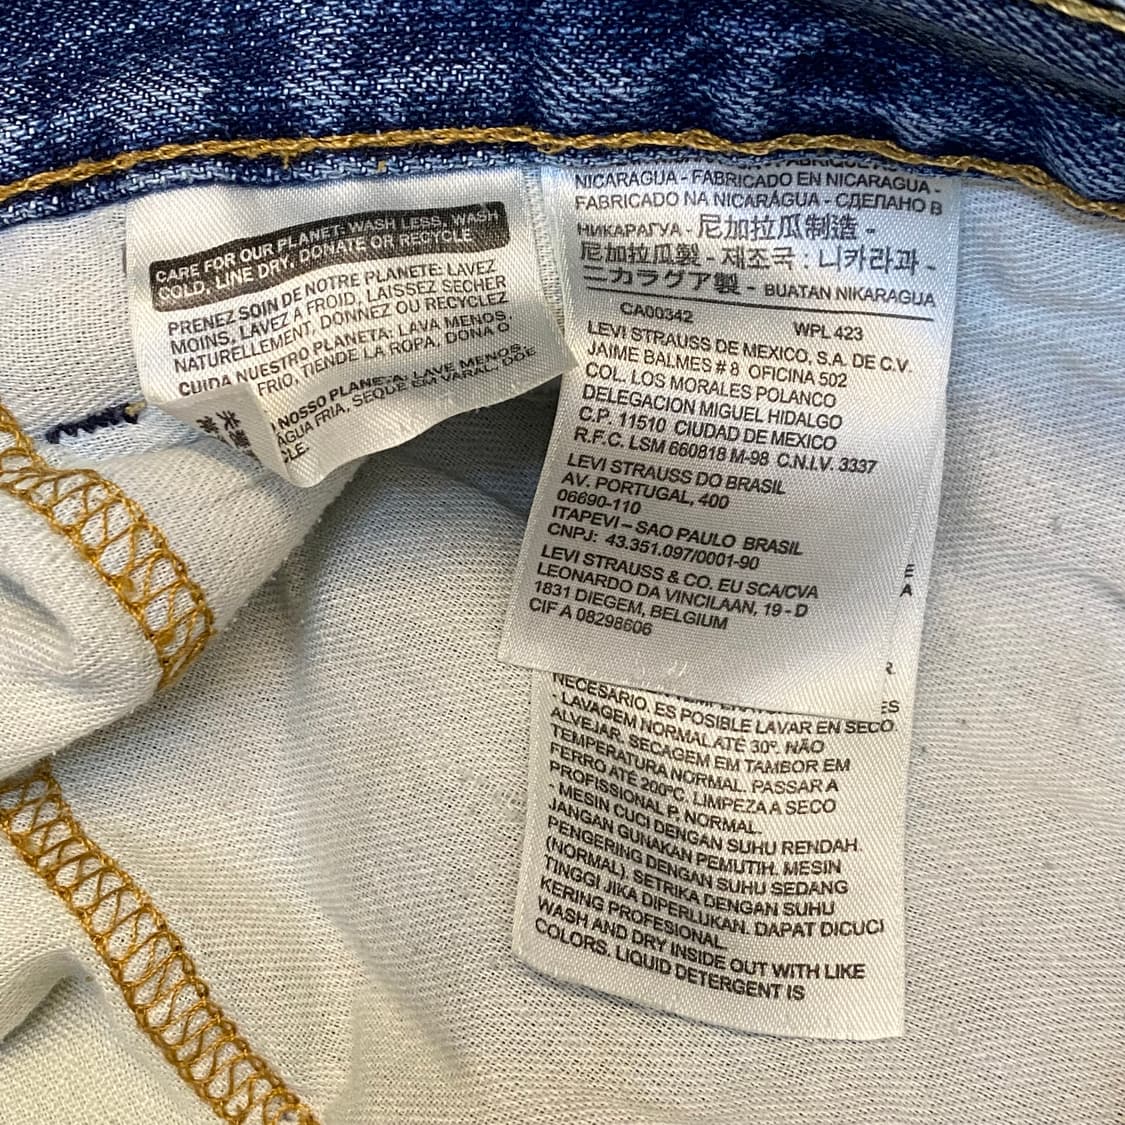 CARE FOR OUR PLANET: WASH LESS, WASH
COLD, LINE DRY, DONATE OR RECYCLE
PRENEZ SOIN DE NOTRE PLANETE: LAVEZ
MOINS, LAVEZ A FROID, LAISSEZ SECHER
NATURELLEMENT, DONNEZ OU RECYCLEZ
CUIDA NUESTRO PLANETA: LAVA MENOS,
FRIO, TIENDE LA ROPA, DONA O
NOSSO PLANETA. LAVE MENOS,
ÁGUA FRIA, SEQUE EM VARAL, DOE
CLE.
NICARAGUA - FABRICADO EN NICARAGUA -
FABRICADO NA NICARÁGUA - СДЕЛАНО В
НИКАРАГУА - 尼加拉瓜制造 -
尼加拉瓜製 - 제조국 : 니카라과 -
ニカラグア製 - BUATAN NIKARAGUA
CA00342 WPL 423
LEVI STRAUSS DE MEXICO, S.A. DE C.V.
JAIME BALMES # 8 OFICINA 502
COL. LOS MORALES POLANCO
DELEGACION MIGUEL HIDALGO
C.P. 11510 CIUDAD DE MEXICO
R.F.C. LSM 660818 M-98 C.N.I.V. 3337
LEVI STRAUSS DO BRASIL
AV. PORTUGAL, 400
06690-110
ITAPEVI – SAO PAULO BRASIL
CNPJ: 43.351.097/0001-90
LEVI STRAUSS & CO. EU SCA/CVA
LEONARDO DA VINCILAAN, 19 - D
1831 DIEGEM, BELGIUM
CIF A 08298606
E
A
R.
ES
NECESARIO, ES POSIBLE LAVAR EN SECO
- LAVAGEM NORMAL ATÉ 30º. NÃO
ALVEJAR, SECAGEM EM TAMBOR EM
TEMPERATURA NORMAL. PASSAR A
FERRO ATÉ 200ºC, LIMPEZA A SECO
PROFISSIONAL P, NORMAL.
- MESIN CUCI DENGAN SUHU RENDAH.
JANGAN GUNAKAN PEMUTIH. MESIN
PENGERING DENGAN SUHU SEDANG
(NORMAL). SETRIKA DENGAN SUHU
TINGGI JIKA DIPERLUKAN. DAPAT DICUCI
KERING PROFESIONAL
WASH AND DRY INSIDE OUT WITH LIKE
COLORS. LIQUID DETERGENT IS